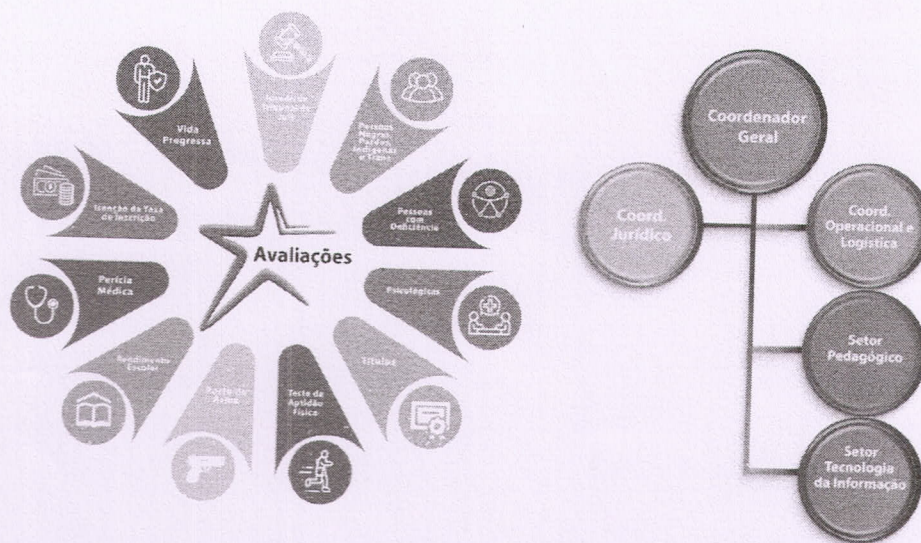 Vida
Pregressa
Pessoas
Negras,
Pardas,
Indígenas
e Trans
Isenção da Taxa
de Inscrição
Pessoas
com
Deficiência
Avaliações
Perícia
Médica
Psicológicas
Rendimento
Escolar
Porte de
Arma
Teste de
Aptidão
Física
Títulos
Coordenador
Geral
Coord.
Jurídico
Coord.
Operacional e
Logística
Setor
Pedagógico
Setor
Tecnologia
da Informação